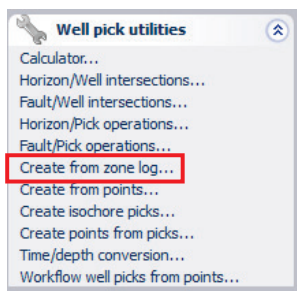 Well pick utilities
Calculator...
Horizon/Well intersections...
Fault/Well intersections...
Horizon/Pick operations...
Fault/Pick operations...
Create from zone log...
Create from points...
Create isochore picks...
Create points from picks...
Time/depth conversion...
Workflow well picks from points...